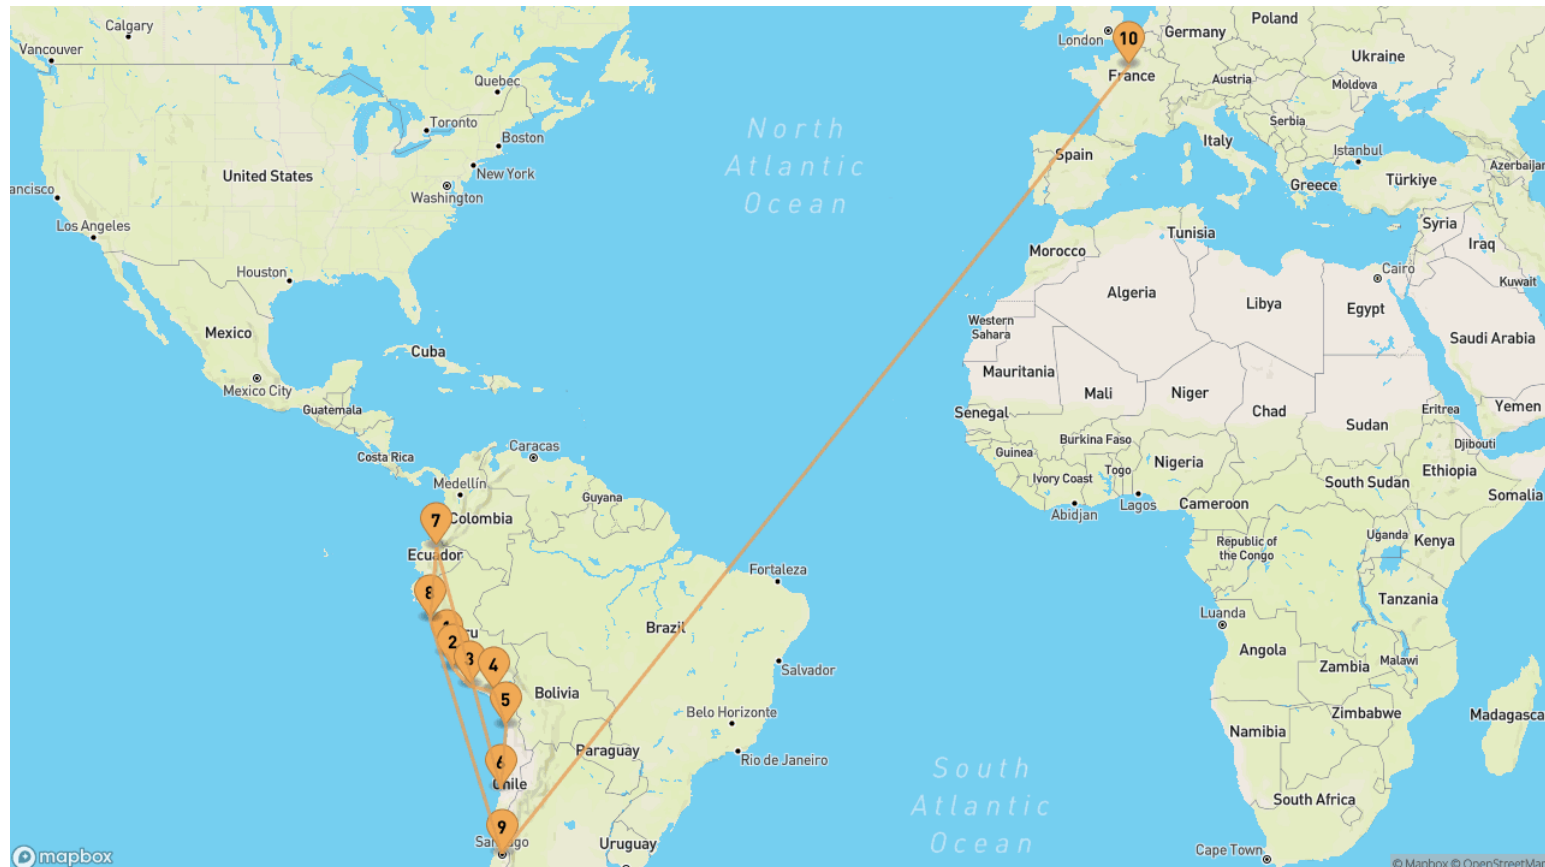 Calgary
Vancouver
Quebec
Toronto
Boston
New York
Washington
United States
ancisco
Los Angeles
Houston
Mexico
Mexico City
Cuba
Guatemala
Costa Rica
Caracas
Medellín
Guyana
Colombia
Ecuador
Fortaleza
Brazil
Salvador
Bolivia
Belo Horizonte
Rio de Janeiro
Paraguay
Chile
Uruguay
North
Atlantic
Ocean
South
Atlantic
Ocean
London
Germany
Poland
France
Austria
Ukraine
Moldova
Serbia
Italy
Istanbul
Spain
Greece
Türkiye
Azerbaijan
Tunisia
Syria
Iraq
Morocco
Cairo
Kuwait
Algeria
Libya
Egypt
Western
Sahara
Saudi Arabia
Mauritania
Mali
Niger
Chad
Sudan
Eritrea
Yemen
Senegal
Burkina Faso
Djibouti
Guinea
Togo
Nigeria
Ivory Coast
South Sudan
Ethiopia
Somalia
Abidjan
Lagos
Cameroon
Uganda
Kenya
Republic of
the Congo
Tanzania
Luanda
Angola
Zambia
Malawi
Zimbabwe
Namibia
Madagasca
South Africa
Cape Town
10
7
8
1
2
3
4
5
6
9
ru
mapbox
© Mapbox © OpenStreetMap